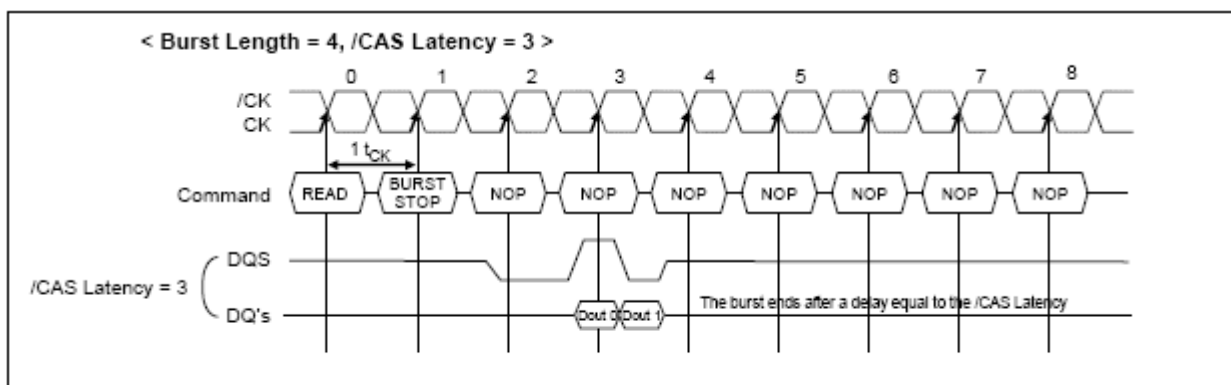 < Burst Length = 4, /CAS Latency = 3 >
0 1 2 3 4 5 6 7 8
/CK
CK
1 tCK
Command READ BURST STOP NOP NOP NOP NOP NOP NOP NOP
DQS
/CAS Latency = 3
DQ's Dout 0 Dout 1 The burst ends after a delay equal to the /CAS Latency